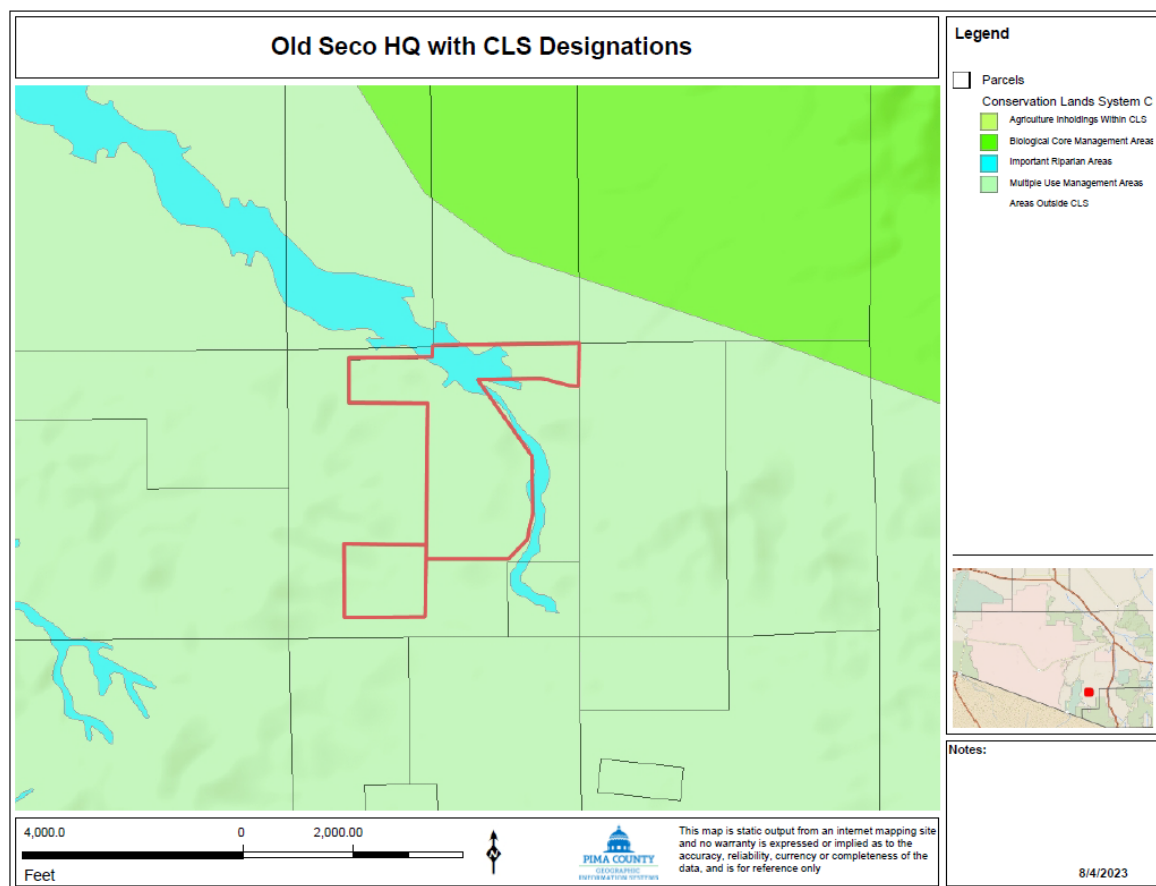 Old Seco HQ with CLS Designations
Legend
Parcels
Conservation Lands System C
Agriculture Inholdings Within CLS
Biological Core Management Areas
Important Riparian Areas
Multiple Use Management Areas
Areas Outside CLS
Notes:
8/4/2023
4,000.0 0 2,000.00
Feet
N
PIMA COUNTY
GEOGRAPHIC
INFORMATION SYSTEMS
This map is static output from an internet mapping site
and no warranty is expressed or implied as to the
accuracy, reliability, currency or completeness of the
data, and is for reference only